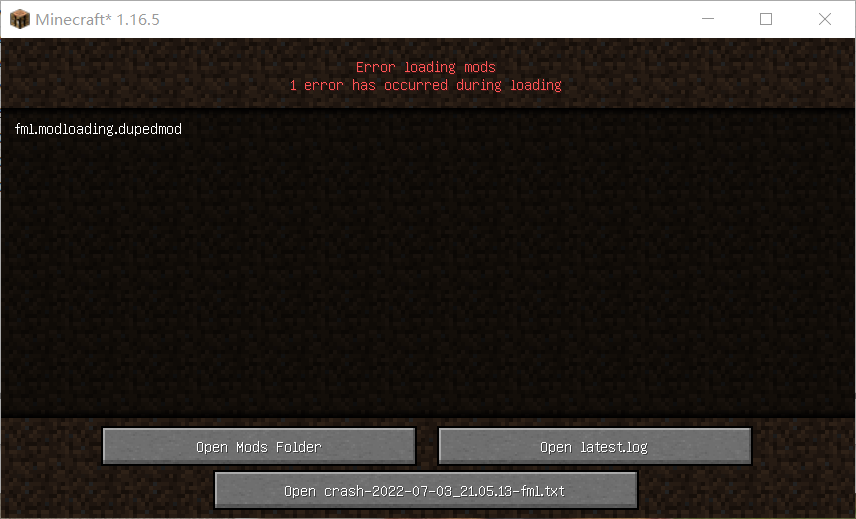 Minecraft* 1.16.5
Error loading mods
1 error has occurred during loading
fml.modloading.dupedmod
Open Mods Folder
Open latest.log
Open crash-2022-07-03_21.05.13-fml.txt